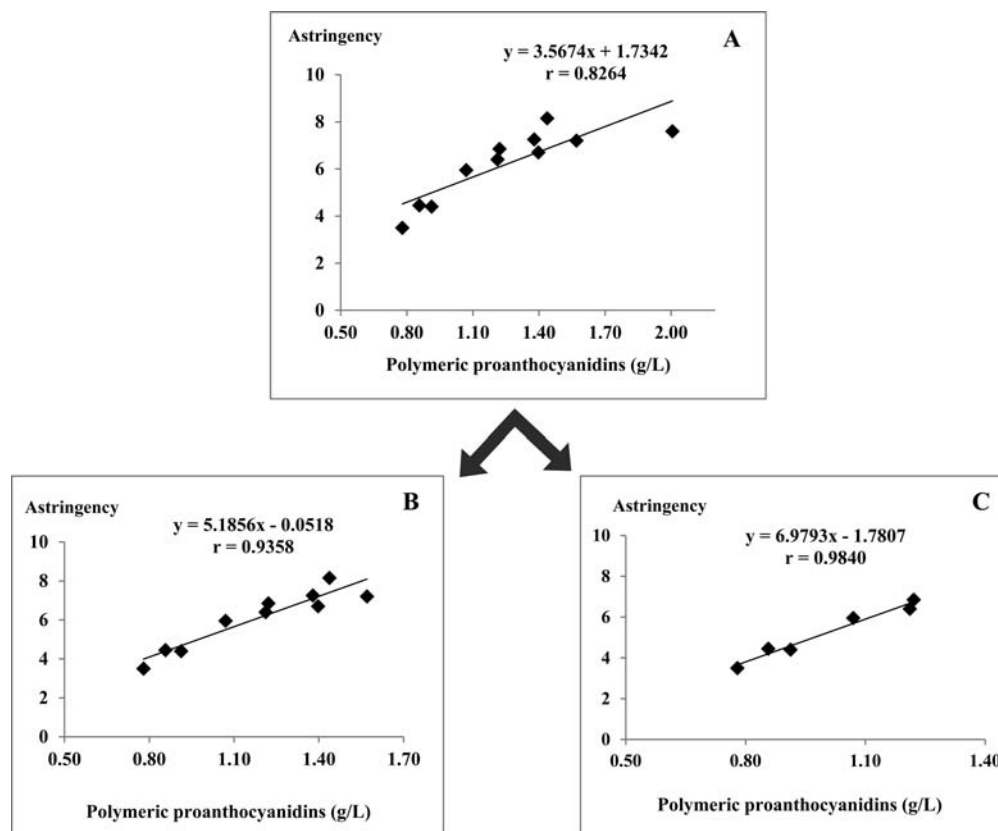 Astringency
A
y = 3.5674x + 1.7342
r = 0.8264
10
8
6
4
2
0
0.50 0.80 1.10 1.40 1.70 2.00
Polymeric proanthocyanidins (g/L)
Astringency
B
y = 5.1856x - 0.0518
r = 0.9358
10
8
6
4
2
0
0.50 0.80 1.10 1.40 1.70
Polymeric proanthocyanidins (g/L)
Astringency
C
y = 6.9793x - 1.7807
r = 0.9840
10
8
6
4
2
0
0.50 0.80 1.10 1.40
Polymeric proanthocyanidins (g/L)